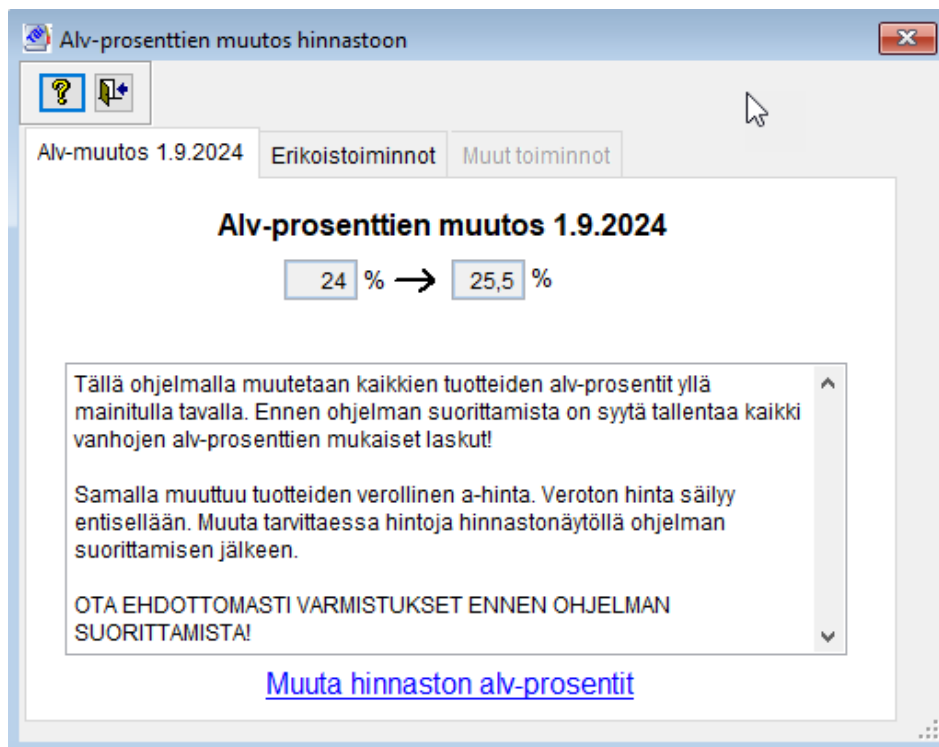 Alv-prosenttien muutos hinnastoon
Alv-muutos 1.9.2024 Erikoistoiminnot Muut toiminnot
Alv-prosenttien muutos 1.9.2024
24 % → 25,5 %
Tällä ohjelmalla muutetaan kaikkien tuotteiden alv-prosentit yllä
mainitulla tavalla. Ennen ohjelman suorittamista on syytä tallentaa kaikki
vanhojen alv-prosenttien mukaiset laskut!
Samalla muuttuu tuotteiden verollinen a-hinta. Veroton hinta säilyy
entisellään. Muuta tarvittaessa hintoja hinnastonäytöllä ohjelman
suorittamisen jälkeen.
OTA EHDOTTOMASTI VARMISTUKSET ENNEN OHJELMAN
SUORITTAMISTA!
Muuta hinnaston alv-prosentit